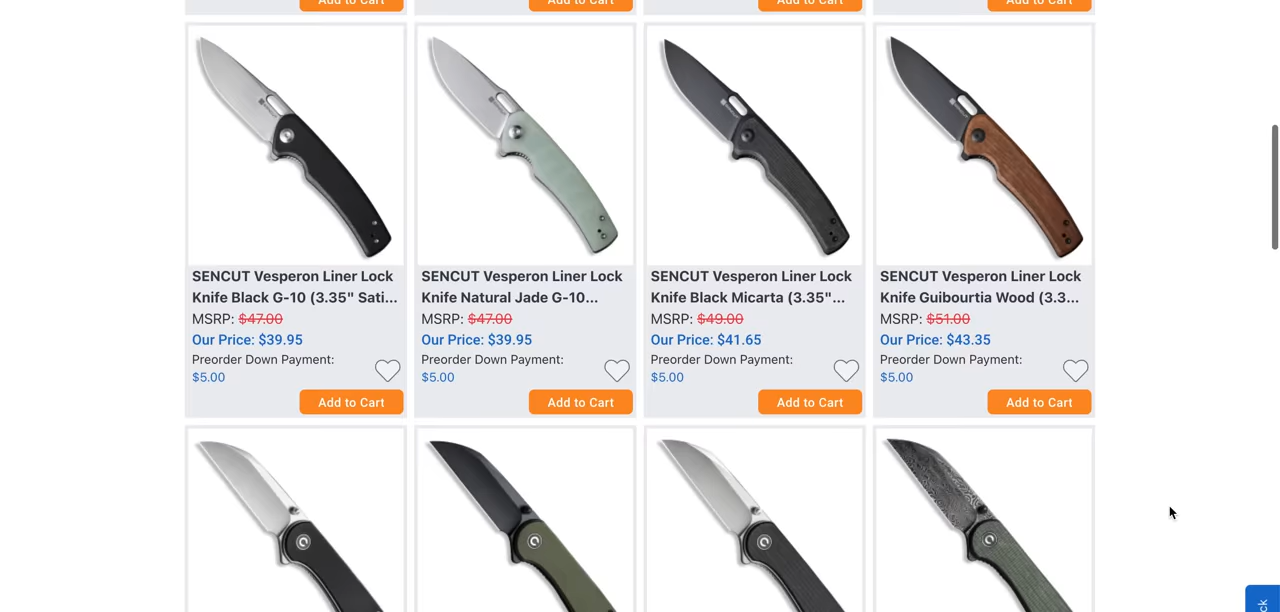 Add to Cart
Add to Cart
Add to Cart
Add to Cart
SENCUT Vesperon Liner Lock
Knife Black G-10 (3.35" Sati...
MSRP: $47.00
Our Price: $39.95
Preorder Down Payment:
$5.00
Add to Cart
SENCUT Vesperon Liner Lock
Knife Natural Jade G-10...
MSRP: $47.00
Our Price: $39.95
Preorder Down Payment:
$5.00
Add to Cart
SENCUT Vesperon Liner Lock
Knife Black Micarta (3.35"...
MSRP: $49.00
Our Price: $41.65
Preorder Down Payment:
$5.00
Add to Cart
SENCUT Vesperon Liner Lock
Knife Guibourtia Wood (3.3...
MSRP: $51.00
Our Price: $43.35
Preorder Down Payment:
$5.00
Add to Cart